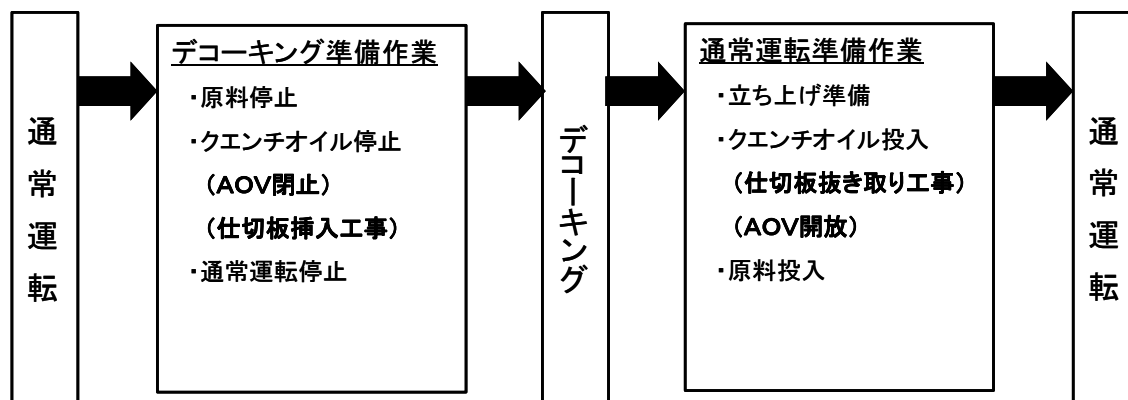 通常運転
デコーキング準備作業
・原料停止
・クエンチオイル停止
（AOV閉止）
（仕切板挿入工事）
・通常運転停止
デコーキング
通常運転準備作業
・立ち上げ準備
・クエンチオイル投入
（仕切板抜き取り工事）
（AOV開放）
・原料投入
通常運転